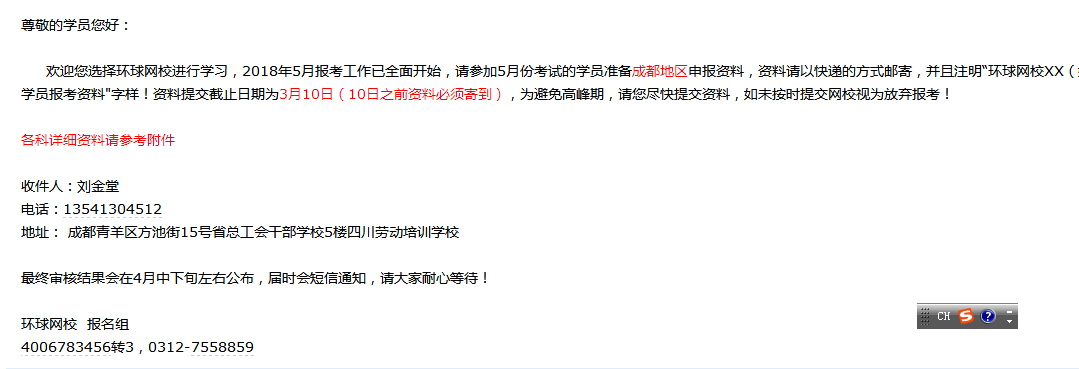 尊敬的学员您好：
欢迎您选择环球网校进行学习，2018年5月报考工作已全面开始，请参加5月份考试的学员准备成都地区申报资料，资料请以快递的方式邮寄，并且注明“环球网校XX（
学员报考资料"字样！资料提交截止日期为3月10日（10日之前资料必须寄到），为避免高峰期，请您尽快提交资料，如未按时提交网校视为放弃报考！
各科详细资料请参考附件
收件人：刘金堂
电话：13541304512
地址： 成都青羊区方池街15号省总工会干部学校5楼四川劳动培训学校
最终审核结果会在4月中下旬左右公布，届时会短信通知，请大家耐心等待！
CH S ?
环球网校 报名组
4006783456转3，0312-7558859